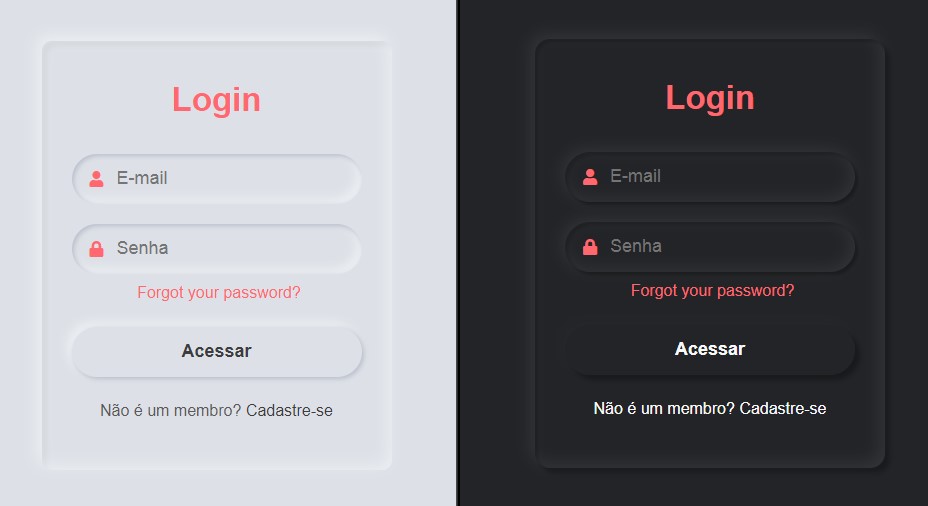 Login
E-mail
Senha
Forgot your password?
Acessar
Não é um membro? Cadastre-se
Login
E-mail
Senha
Forgot your password?
Acessar
Não é um membro? Cadastre-se